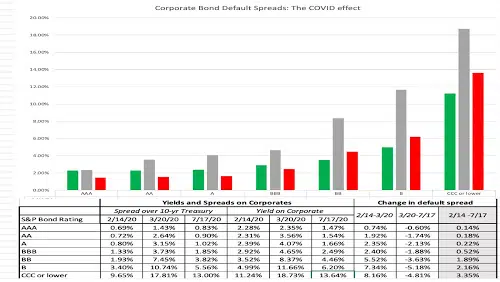 Corporate Bond Default Spreads: The COVID effect
20.00%
18.00%
16.00%
14.00%
12.00%
10.00%
8.00%
6.00%
4.00%
2.00%
0.00%
AAA AA A BBB BB B CCC or lower
Yields and Spreads on Corporates Change in default spread
Spread over 10-yr Treasury Yield on Corporate
S&P Bond Rating 2/14/20 3/20/20 7/17/20 2/14/20 3/20/20 7/17/20 2/14-3/20 3/20-7/17 2/14 -7/17
AAA 0.69% 1.43% 0.83% 2.28% 2.35% 1.47% 0.74% -0.60% 0.14%
AA 0.72% 2.64% 0.90% 2.31% 3.56% 1.54% 1.92% -1.74% 0.18%
A 0.80% 3.15% 1.02% 2.39% 4.07% 1.66% 2.35% -2.13% 0.22%
BBB 1.33% 3.73% 1.85% 2.92% 4.65% 2.49% 2.40% -1.88% 0.52%
BB 1.93% 7.45% 3.82% 3.52% 8.37% 4.46% 5.52% -3.63% 1.89%
B 3.40% 10.74% 5.56% 4.99% 11.66% 6.20% 7.34% -5.18% 2.16%
CCC or lower 9.65% 17.81% 13.00% 11.24% 18.73% 13.64% 8.16% -4.81% 3.35%